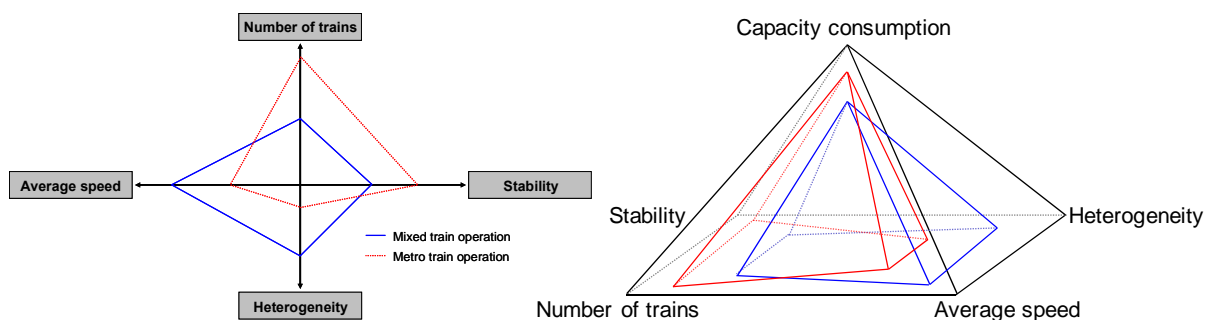 Number of trains
Average speed
Stability
Mixed train operation
Metro train operation
Heterogeneity
Capacity consumption
Stability
Heterogeneity
Number of trains
Average speed